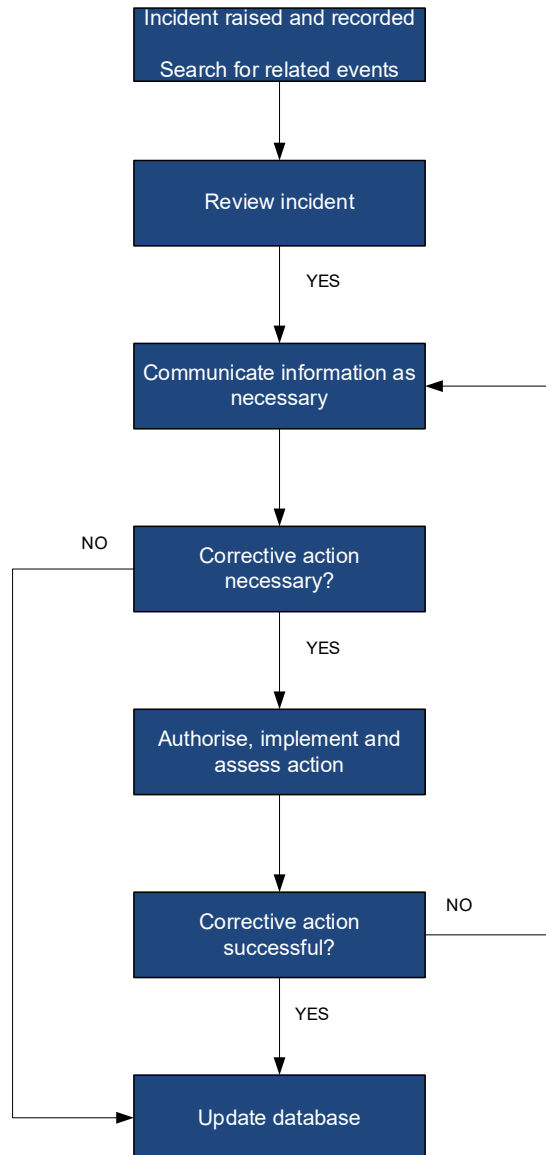 Incident raised and recorded
Search for related events
Review incident
YES
Communicate information as
necessary
NO
Corrective action
necessary?
YES
Authorise, implement and
assess action
Corrective action
successful?
NO
YES
Update database